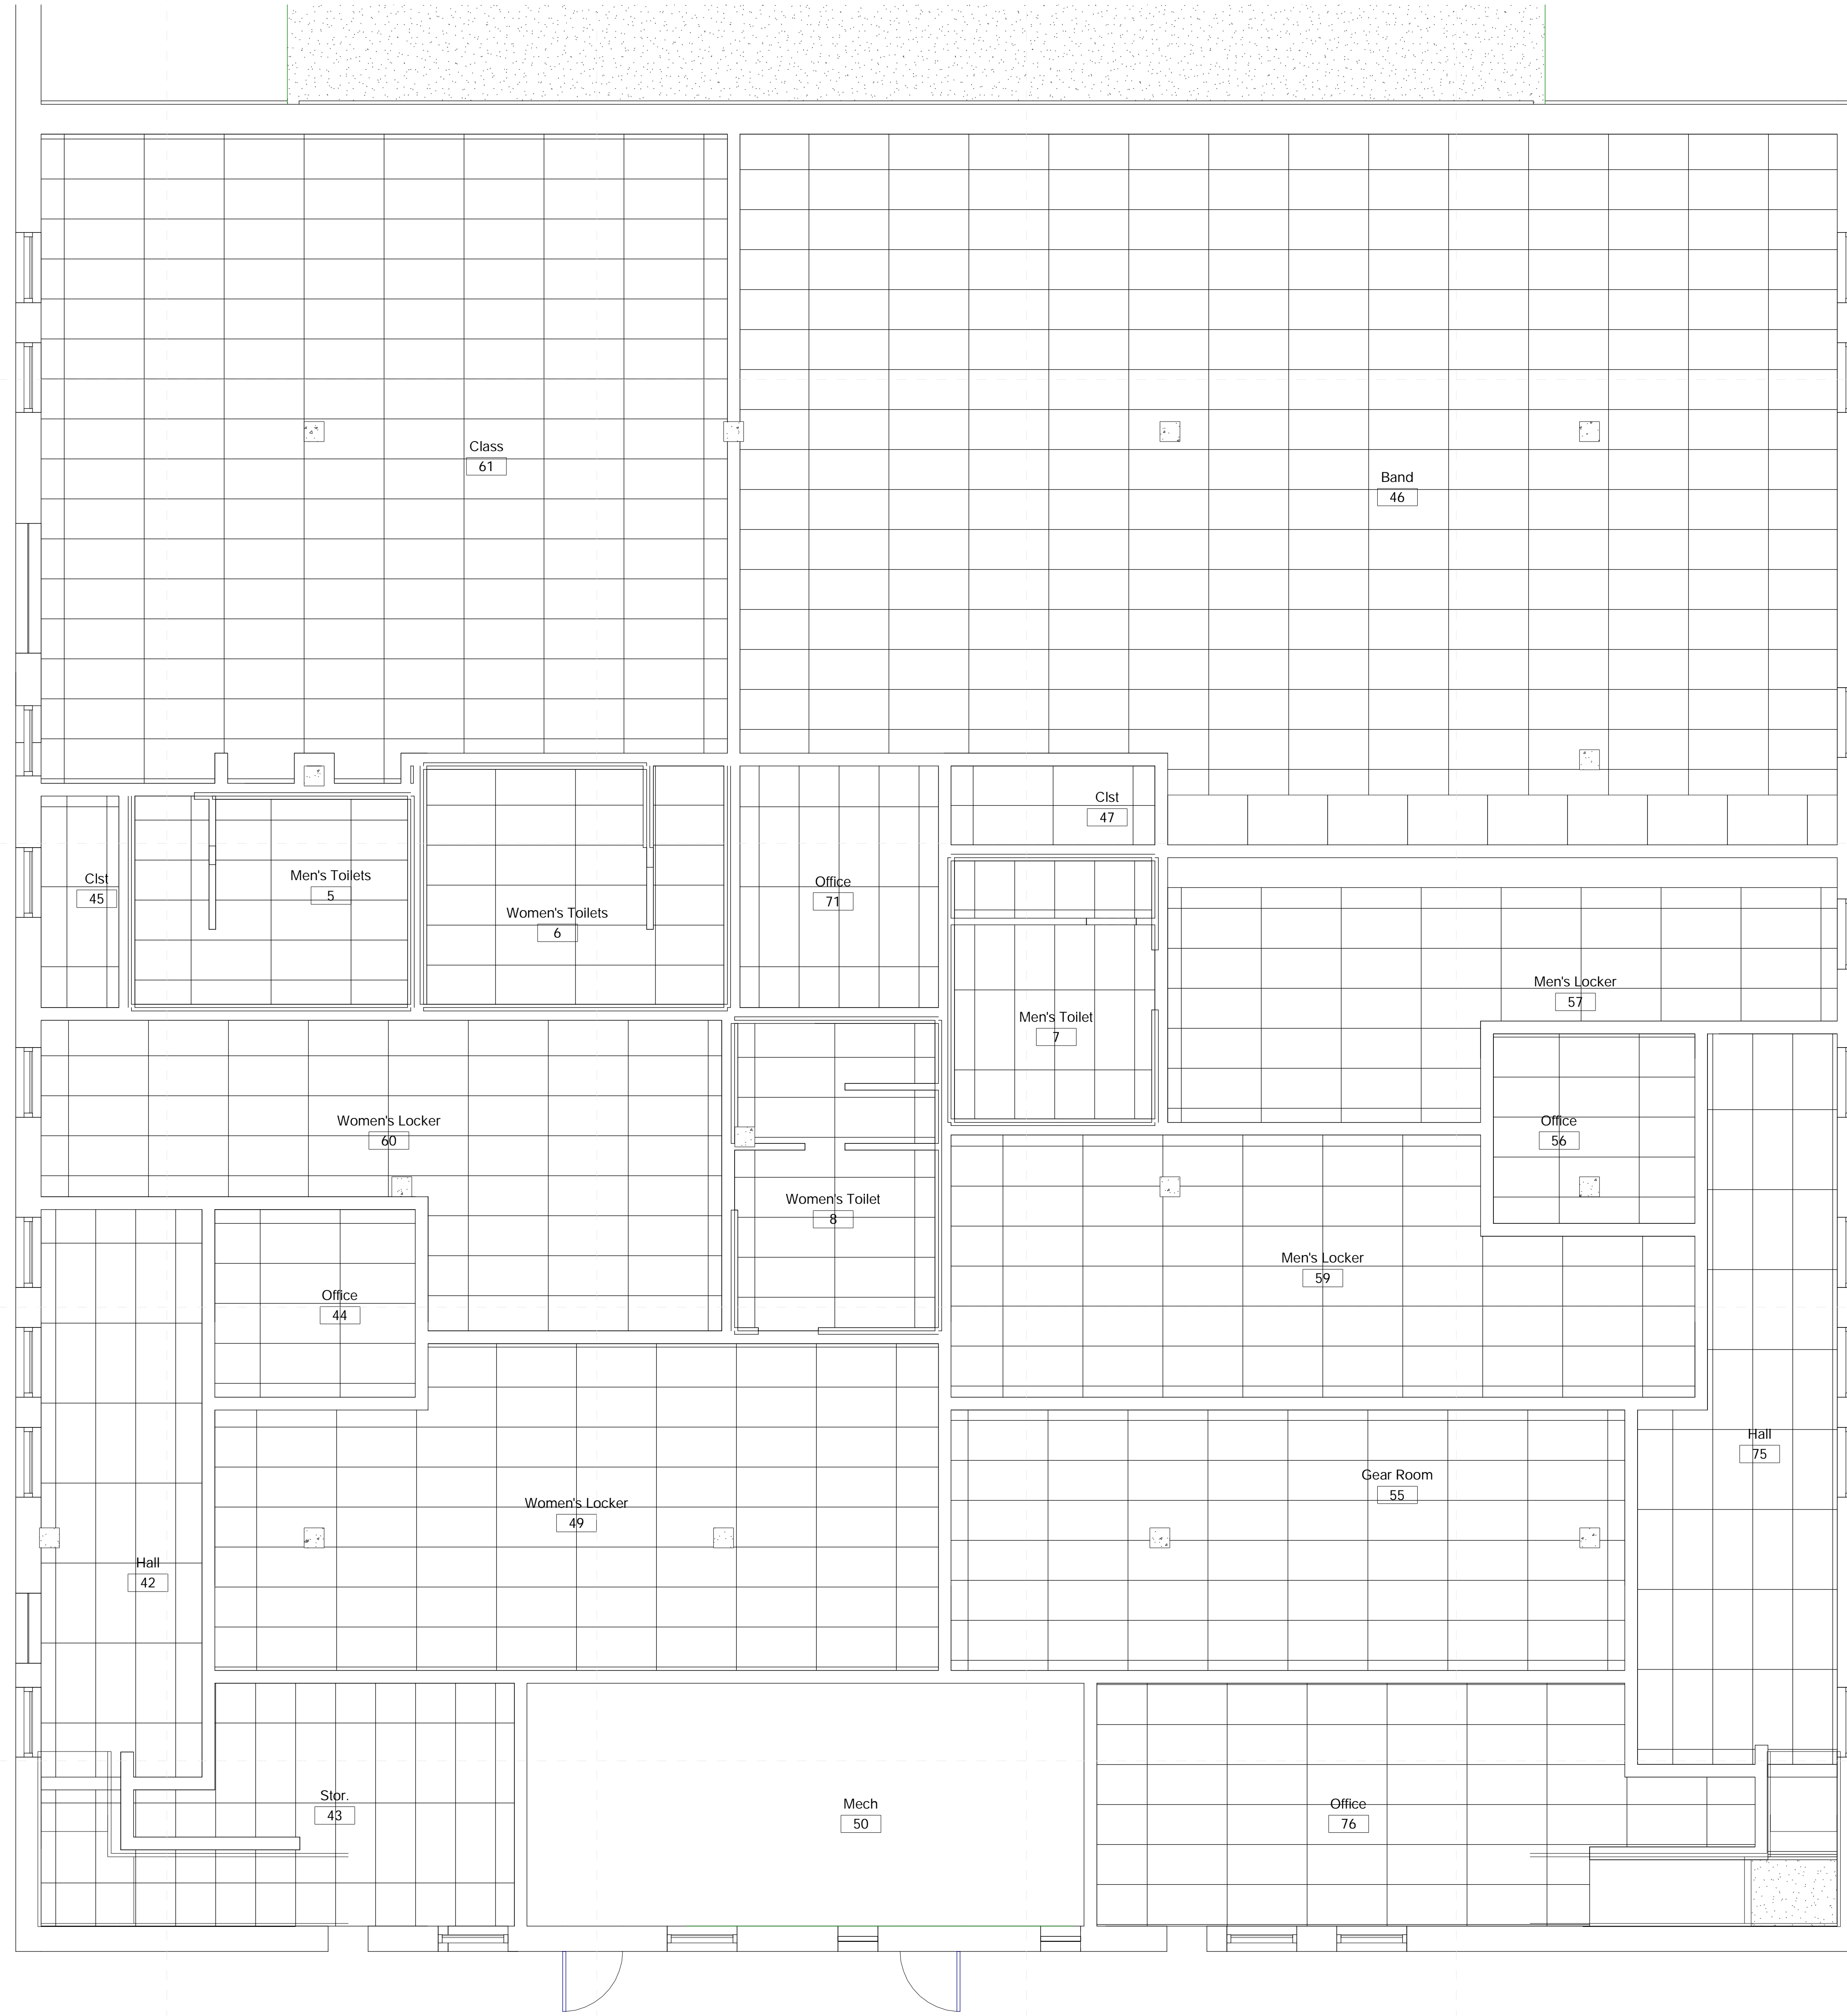 Class
61
Band
46
Clst
47
Clst
45
Men's Toilets
5
Women's Toilets
6
Office
71
Men's Toilet
7
Men's Locker
57
Women's Locker
60
Office
56
Women's Toilet
8
Men's Locker
59
Office
44
Hall
75
Gear Room
55
Women's Locker
49
Hall
42
Stor.
43
Mech
50
Office
76